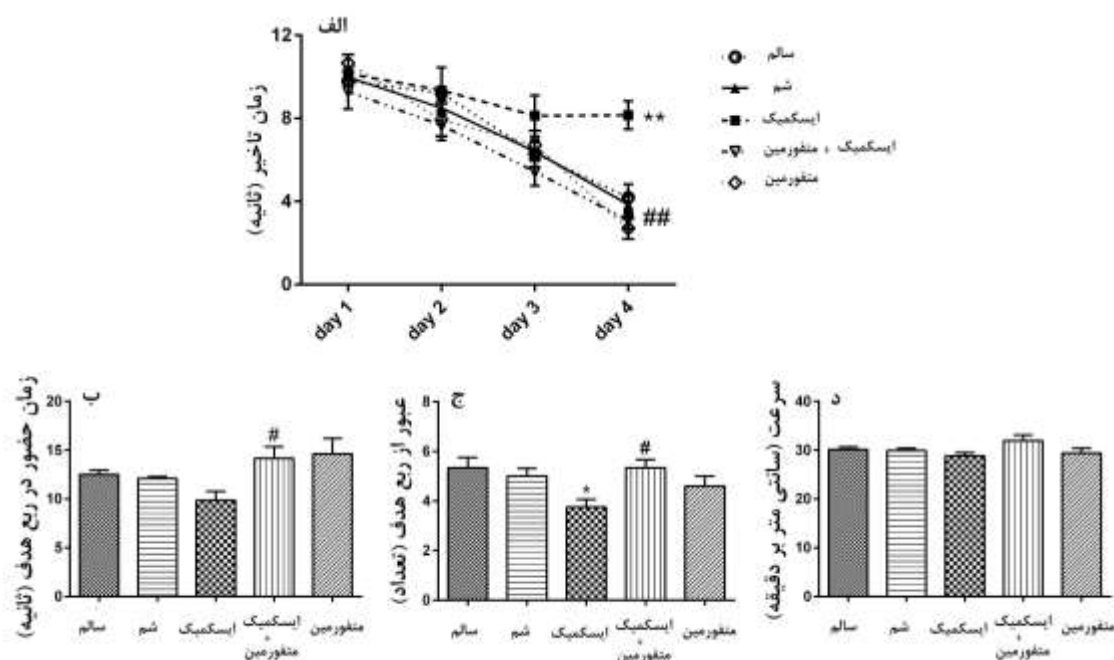 الف
زمان تاخیر (ثانیه)
12
8
4
0
**
##
day 1
day 2
day 3
day 4
سالم
شم
ایسکمیک
ایسکمیک + متفورمین
متفورمین
ب
زمان حضور در ربع هدف (ثانیه)
20
15
10
5
0
#
سالم
شم
ایسکمیک
ایسکمیک
+
متفورمین
متفورمین
ج
عبور از ربع هدف (تعداد)
8
6
4
2
0
*
#
سالم
شم
ایسکمیک
ایسکمیک
+
متفورمین
متفورمین
د
سرعت (سانتی متر بر دقیقه)
40
30
20
10
0
سالم
شم
ایسکمیک
ایسکمیک
+
متفورمین
متفورمین